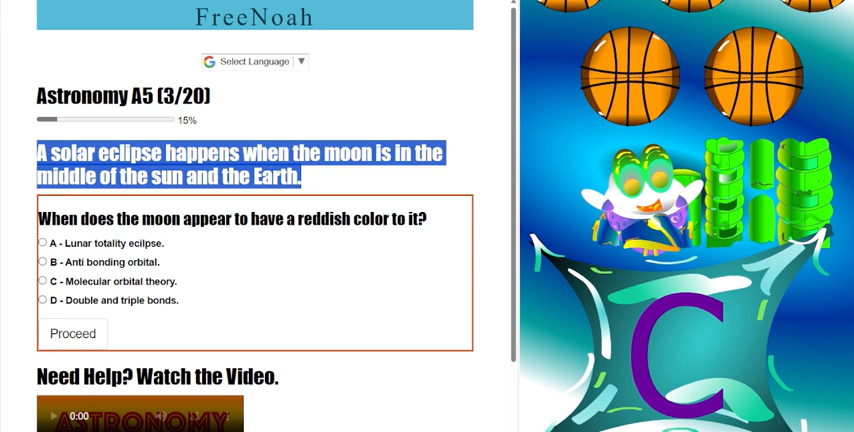 FreeNoah
Select Language
Astronomy A5 (3/20)
15%
A solar eclipse happens when the moon is in the
middle of the sun and the Earth.
When does the moon appear to have a reddish color to it?
A - Lunar totality ecilpse.
B - Anti bonding orbital.
C - Molecular orbital theory.
D - Double and triple bonds.
Proceed
Need Help? Watch the Video.
0:00
ASTRONOMY
C